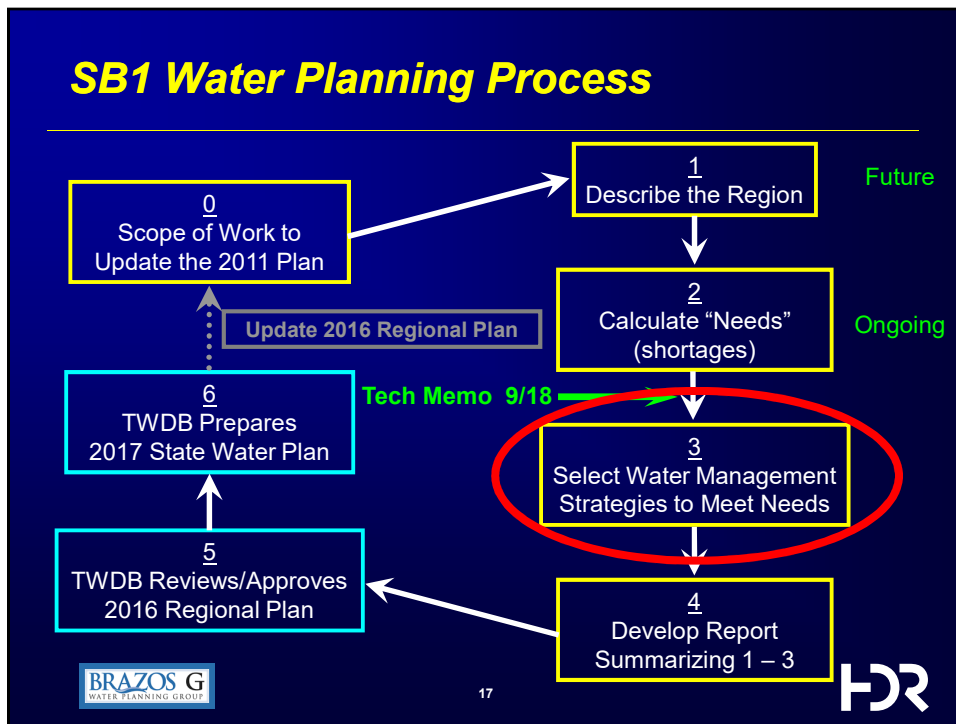 SB1 Water Planning Process
0
Scope of Work to
Update the 2011 Plan
1
Describe the Region
Future
2
Calculate “Needs”
(shortages)
Ongoing
Update 2016 Regional Plan
Tech Memo 9/18
3
Select Water Management
Strategies to Meet Needs
6
TWDB Prepares
2017 State Water Plan
5
TWDB Reviews/Approves
2016 Regional Plan
4
Develop Report
Summarizing 1 – 3
BRAZOS G
WATER PLANNING GROUP
17
HDR